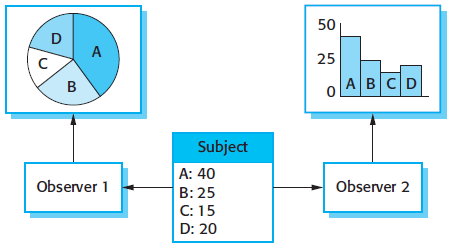 D
A
C
B
50
25
0
A B C D
Subject
A: 40
B: 25
C: 15
D: 20
Observer 1
Observer 2